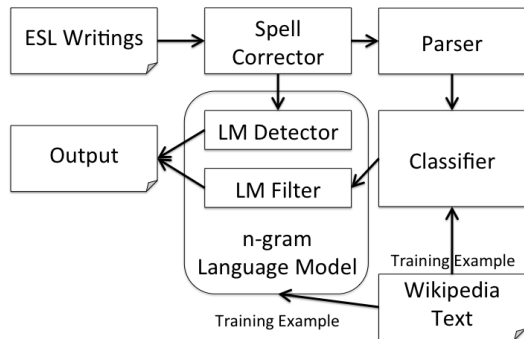 ESL Writings
Spell
Corrector
Parser
Output
LM Detector
LM Filter
Classifier
n-gram
Language Model
Training Example
Training Example
Wikipedia
Text